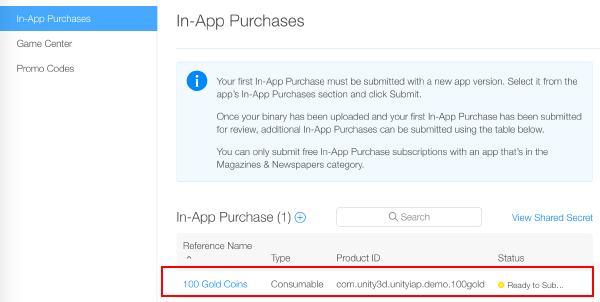 In-App Purchases
Game Center
Promo Codes
In-App Purchases
Your first In-App Purchase must be submitted with a new app version. Select it from the
app's In-App Purchases section and click Submit.
Once your binary has been uploaded and your first In-App Purchase has been submitted
for review, additional In-App Purchases can be submitted using the table below.
You can only submit free In-App Purchase subscriptions with an app that's in the
Magazines & Newspapers category.
In-App Purchase (1)
Search
View Shared Secret
Reference Name
Type
Product ID
Status
100 Gold Coins
Consumable
com.unity3d.unityiap.demo.100gold
Ready to Sub...